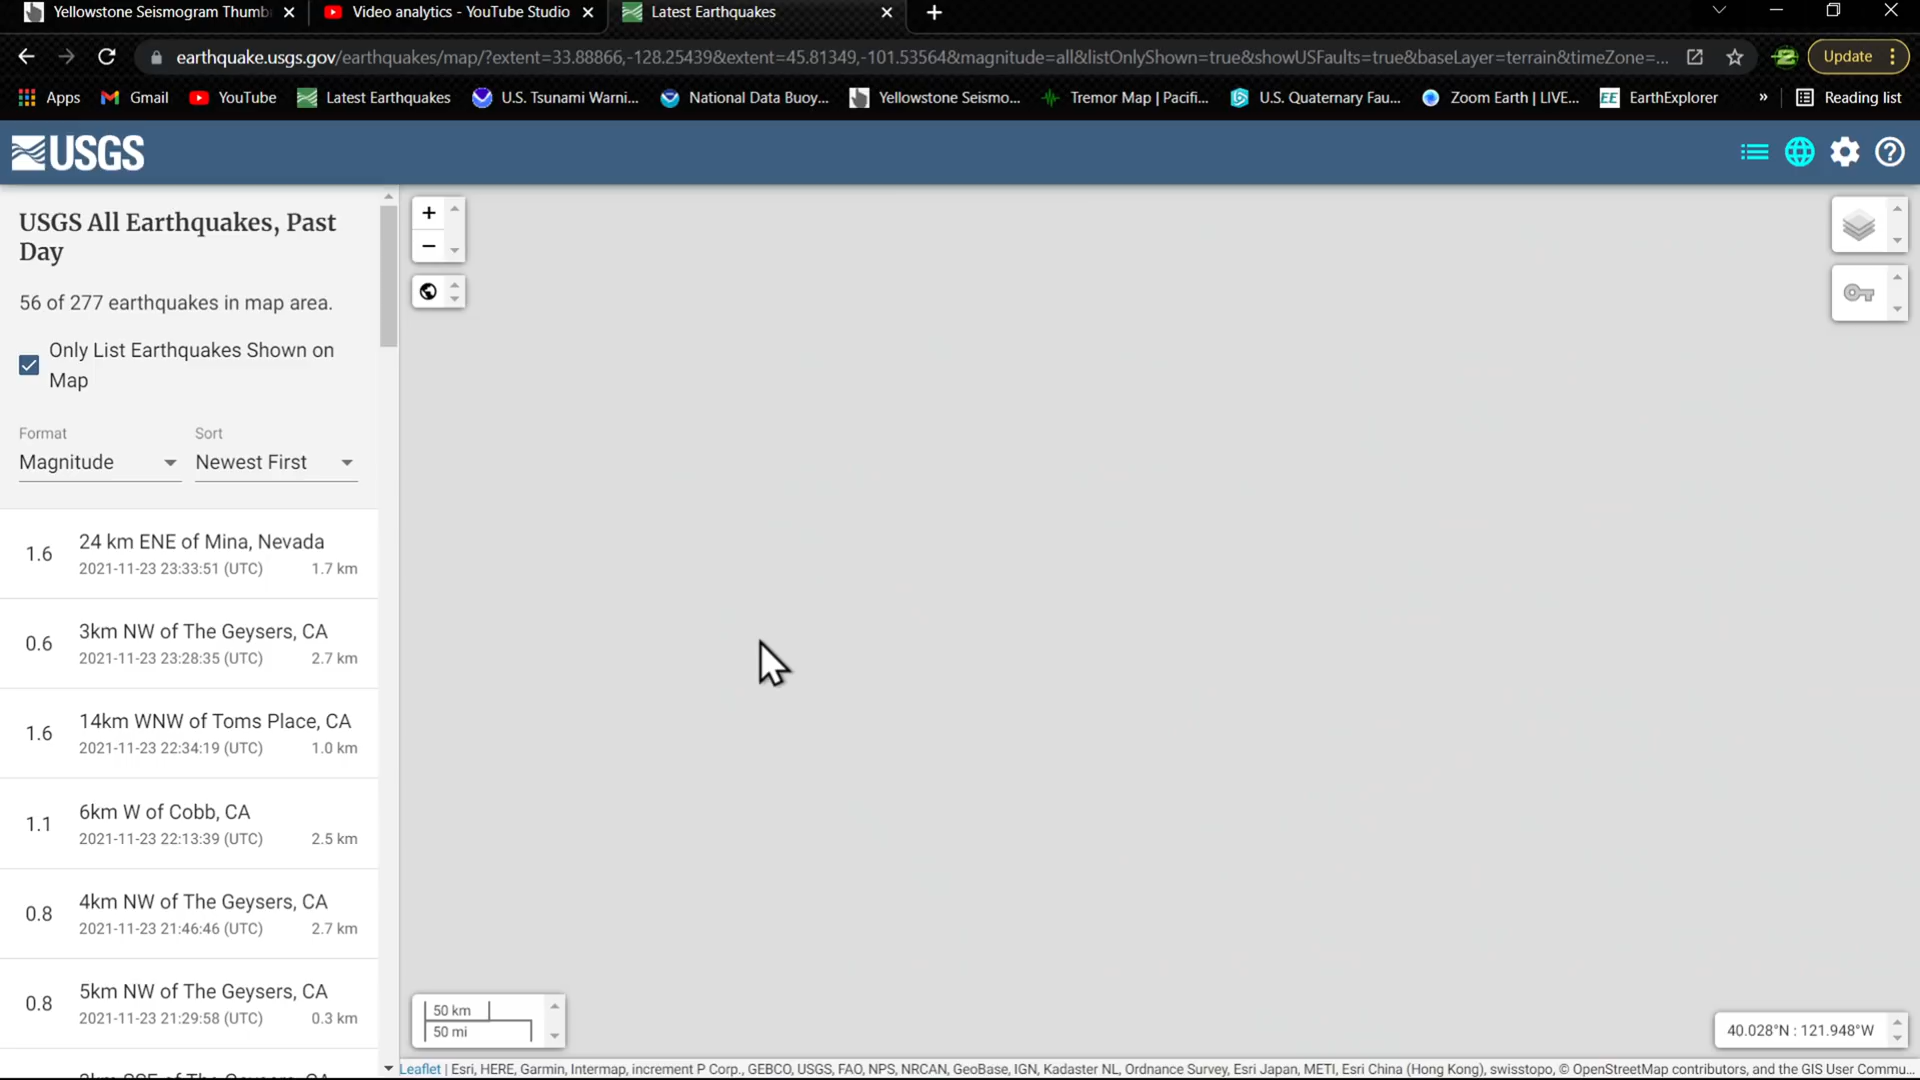 Yellowstone Seismogram Thumb
Video analytics - YouTube Studio
Latest Earthquakes
earthquake.usgs.gov/earthquakes/map/?extent=33.88866,-128.25439&extent=45.81349,-101.53564&magnitude=all&listOnlyShown=true&showUSFaults=true&baseLayer=terrain&timeZone=...
Update
Apps
Gmail
YouTube
Latest Earthquakes
U.S. Tsunami Warni...
National Data Buoy...
Yellowstone Seismo...
Tremor Map | Pacifi...
U.S. Quaternary Fau...
Zoom Earth | LIVE...
EE
EarthExplorer
»
Reading list
USGS
USGS All Earthquakes, Past
Day
56 of 277 earthquakes in map area.
Only List Earthquakes Shown on
Map
Format
Sort
Magnitude
Newest First
1.6
24 km ENE of Mina, Nevada
2021-11-23 23:33:51 (UTC) 1.7 km
0.6
3km NW of The Geysers, CA
2021-11-23 23:28:35 (UTC) 2.7 km
1.6
14km WNW of Toms Place, CA
2021-11-23 22:34:19 (UTC) 1.0 km
1.1
6km W of Cobb, CA
2021-11-23 22:13:39 (UTC) 2.5 km
0.8
4km NW of The Geysers, CA
2021-11-23 21:46:46 (UTC) 2.7 km
0.8
5km NW of The Geysers, CA
2021-11-23 21:29:58 (UTC) 0.3 km
+
−
50 km
50 mi
40.028°N : 121.948°W
Leaflet | Esri, HERE, Garmin, Intermap, increment P Corp., GEBCO, USGS, FAO, NPS, NRCAN, GeoBase, IGN, Kadaster NL, Ordnance Survey, Esri Japan, METI, Esri China (Hong Kong), swisstopo, © OpenStreetMap contributors, and the GIS User Commu...